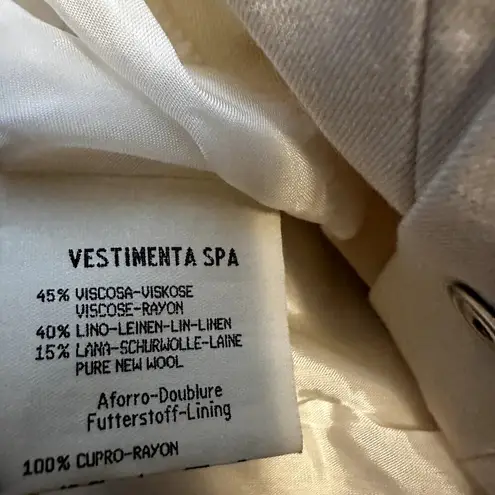 VESTIMENTA SPA
45% VISCOSA-VISKOSE
VISCOSE-RAYON
40% LINO-LEINEN-LIN-LINEN
15% LANA-SCHURWOLLE-LAINE
PURE NEW WOOL
Aforro-Doublure
Futterstoff-Lining
100% CUPRO-RAYON